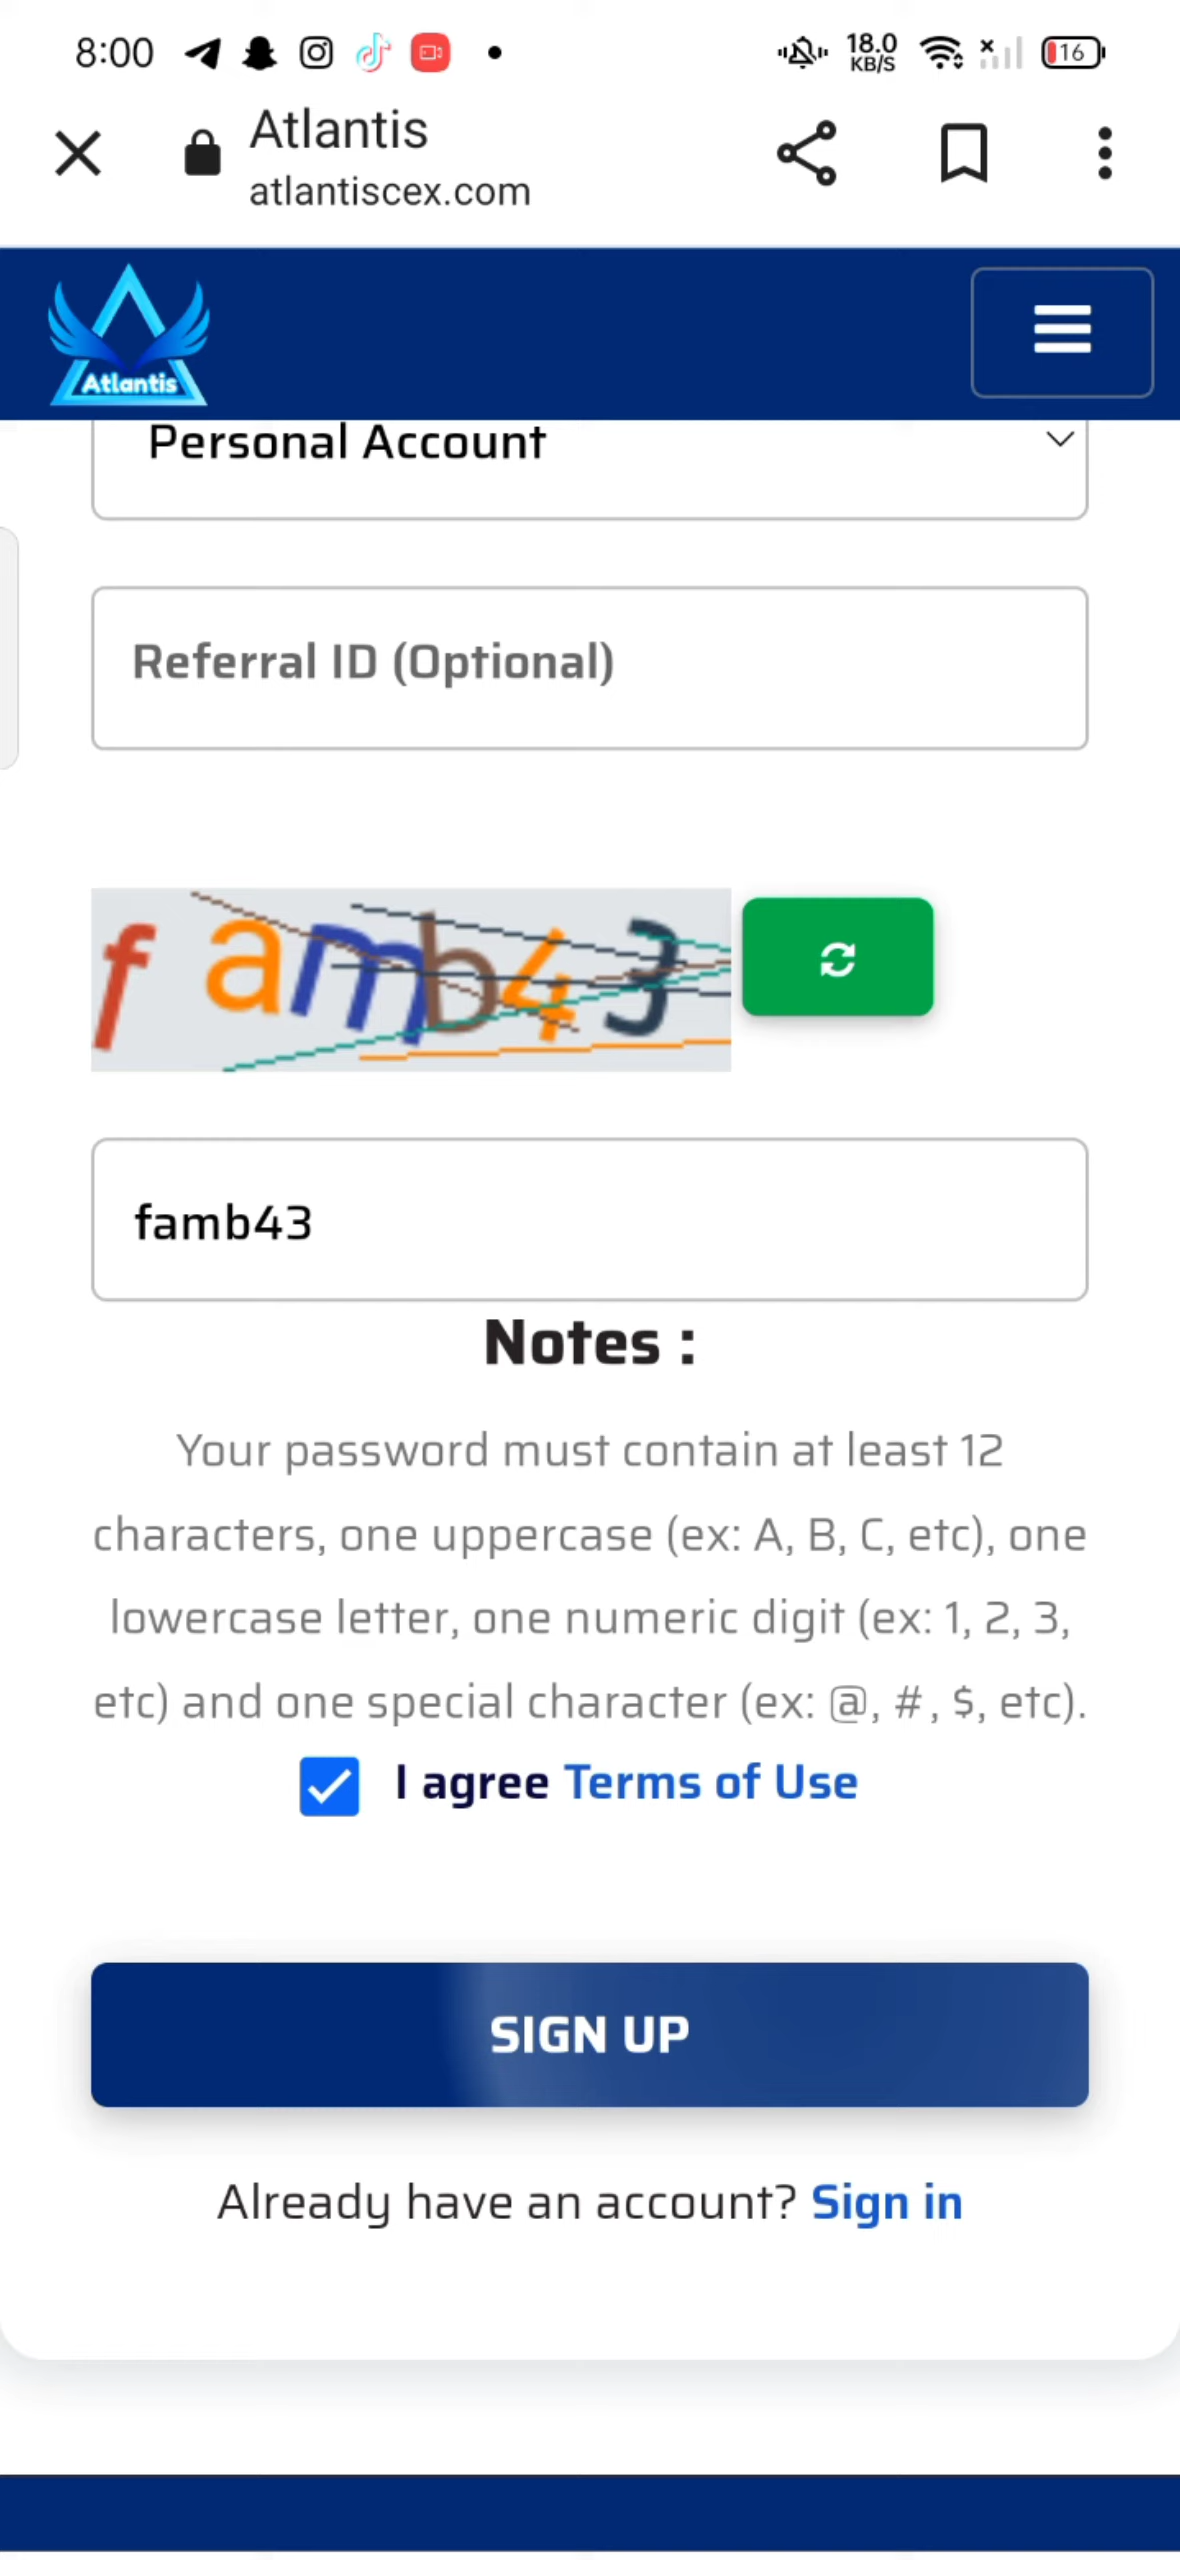 8:00
18.0
KB/S
16
Atlantis
atlantiscex.com
Atlantis
Personal Account
Referral ID (Optional)
famb43
famb43
Notes :
Your password must contain at least 12
characters, one uppercase (ex: A, B, C, etc), one
lowercase letter, one numeric digit (ex: 1, 2, 3,
etc) and one special character (ex: @, #, $, etc).
I agree Terms of Use
SIGN UP
Already have an account? Sign in